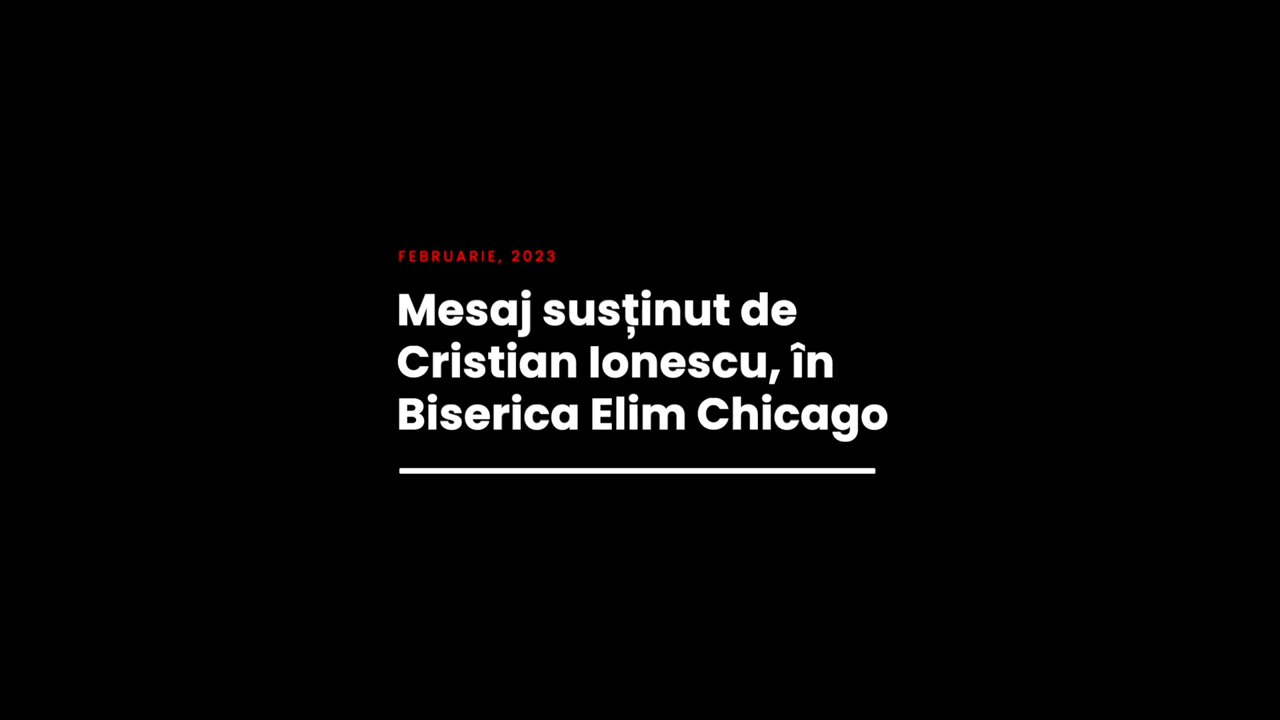 FEBRUARIE, 2023
Mesaj susținut de
Cristian Ionescu, în
Biserica Elim Chicago